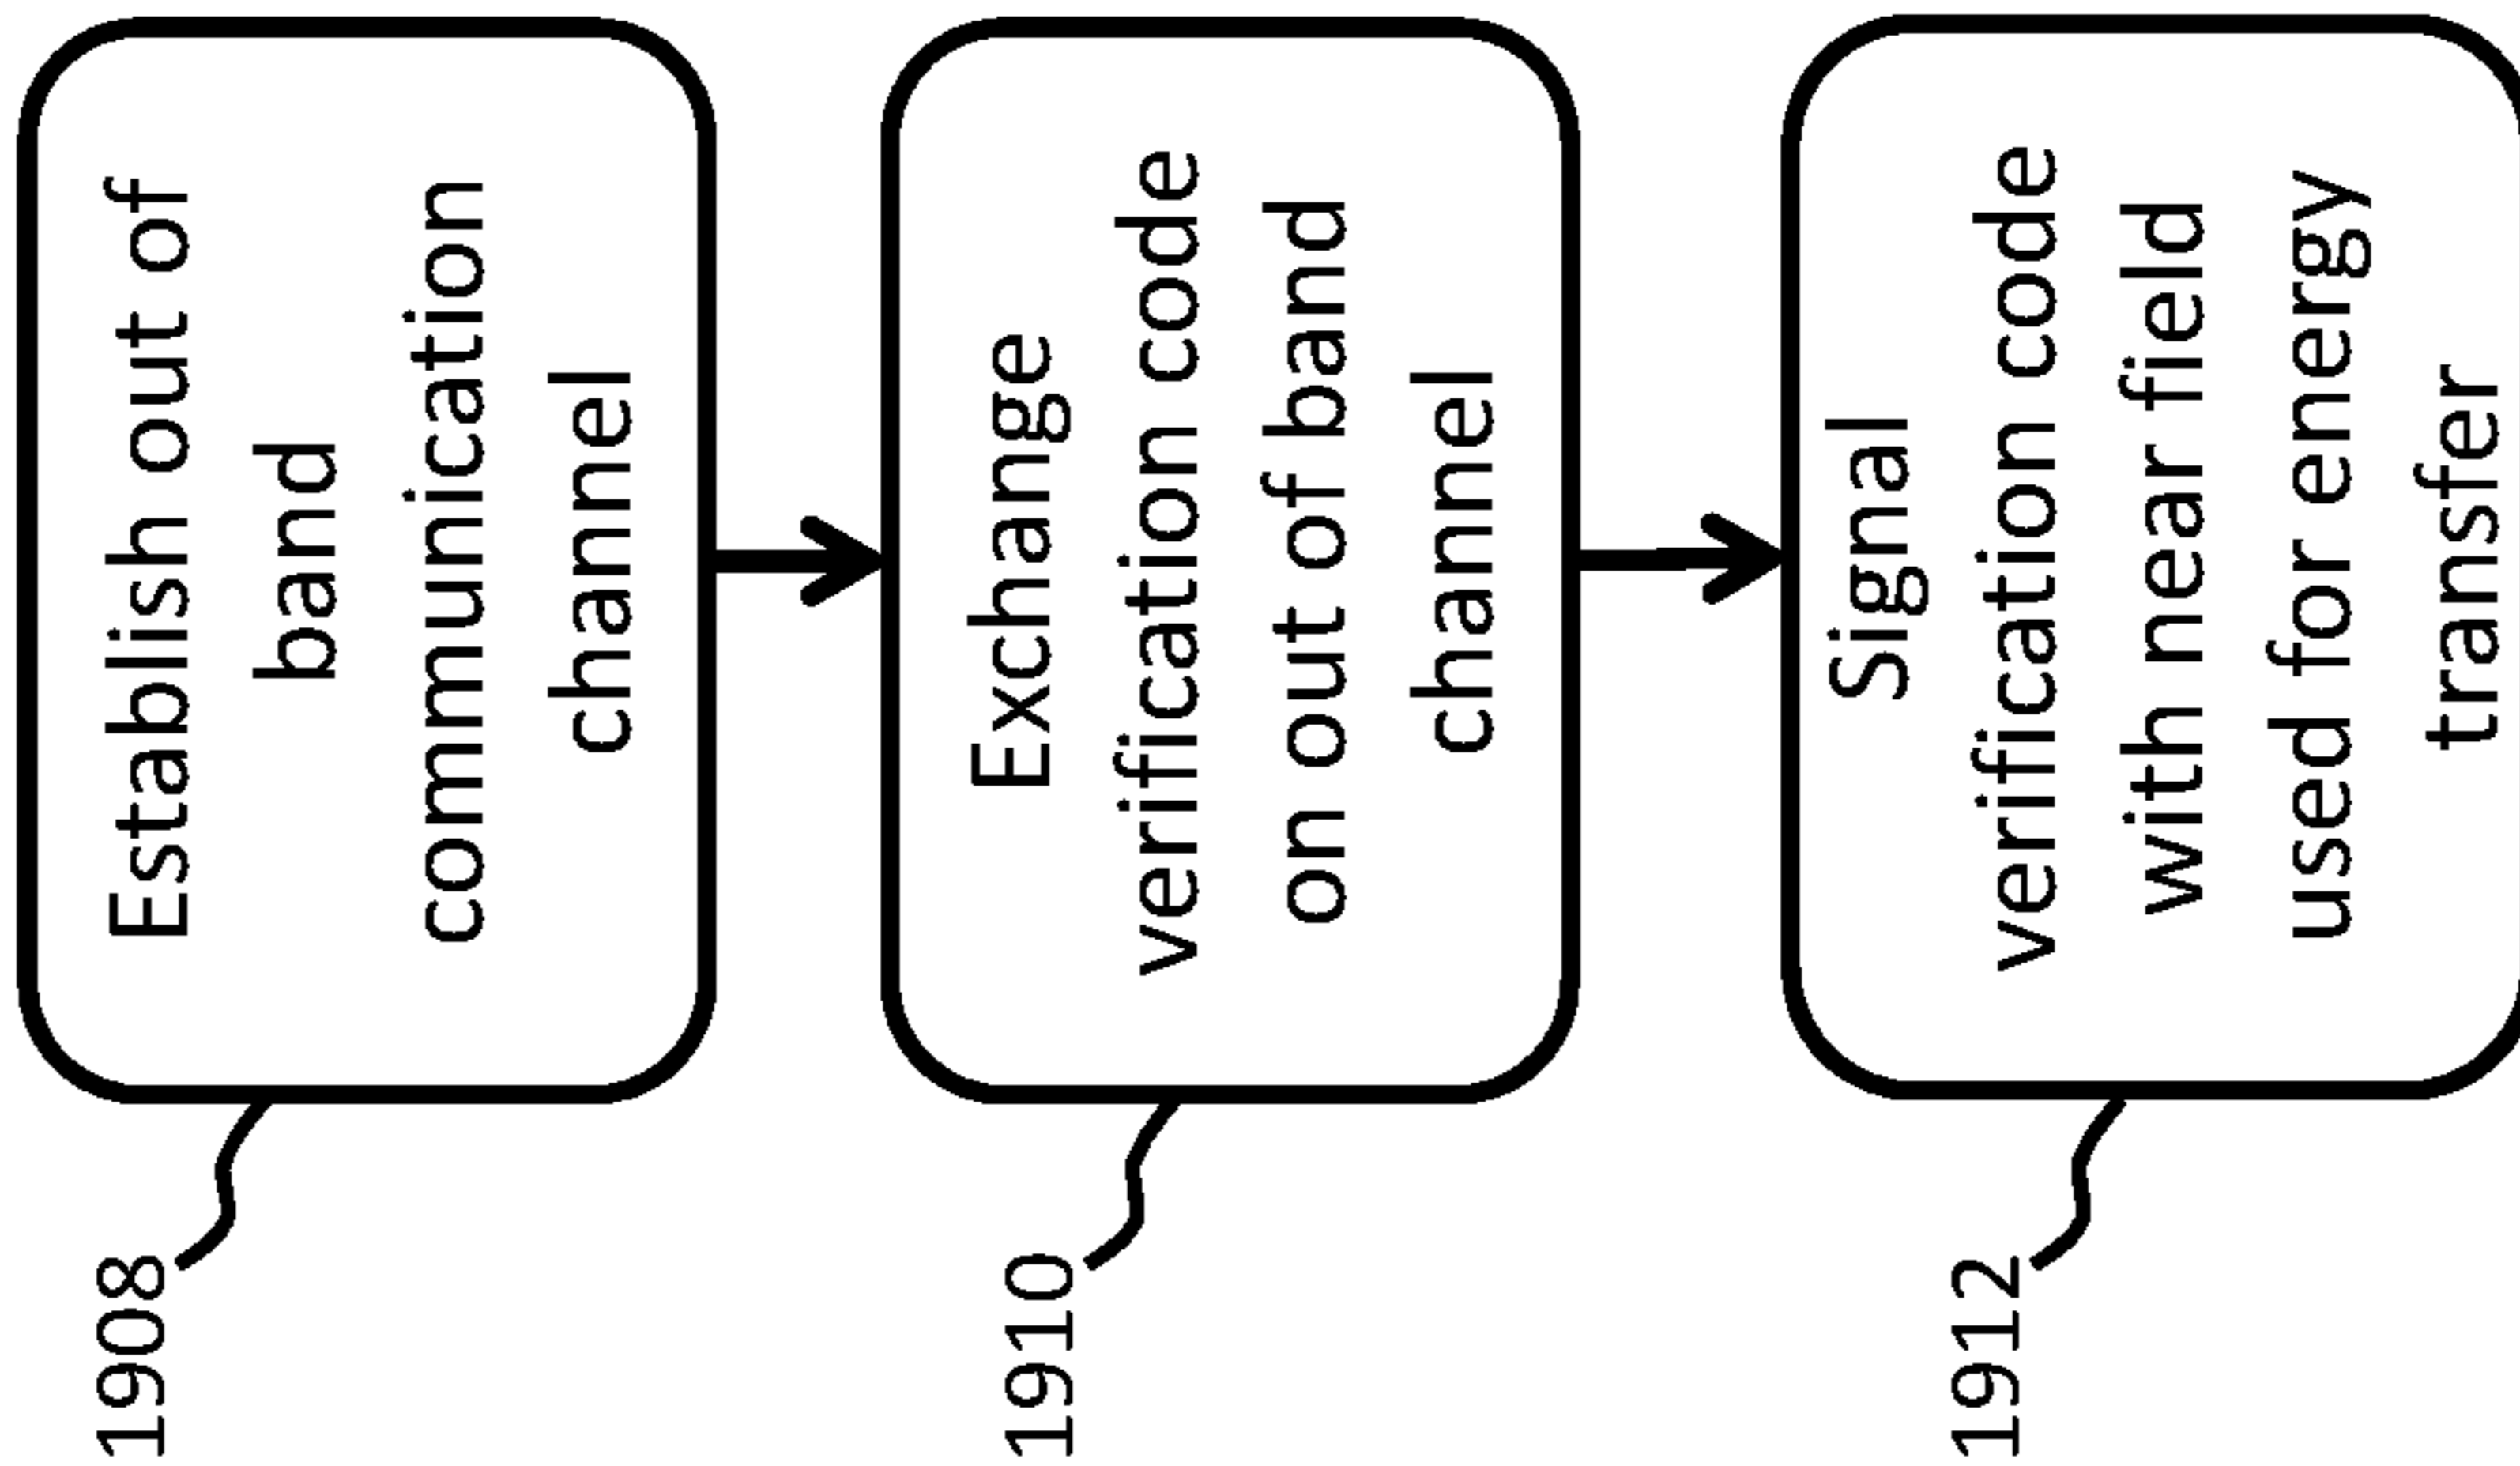 1908
Establish out of
band
communication
channel
1910
Exchange
verification code
on out of band
channel
1912
Signal
verification code
with near field
used for energy
transfer